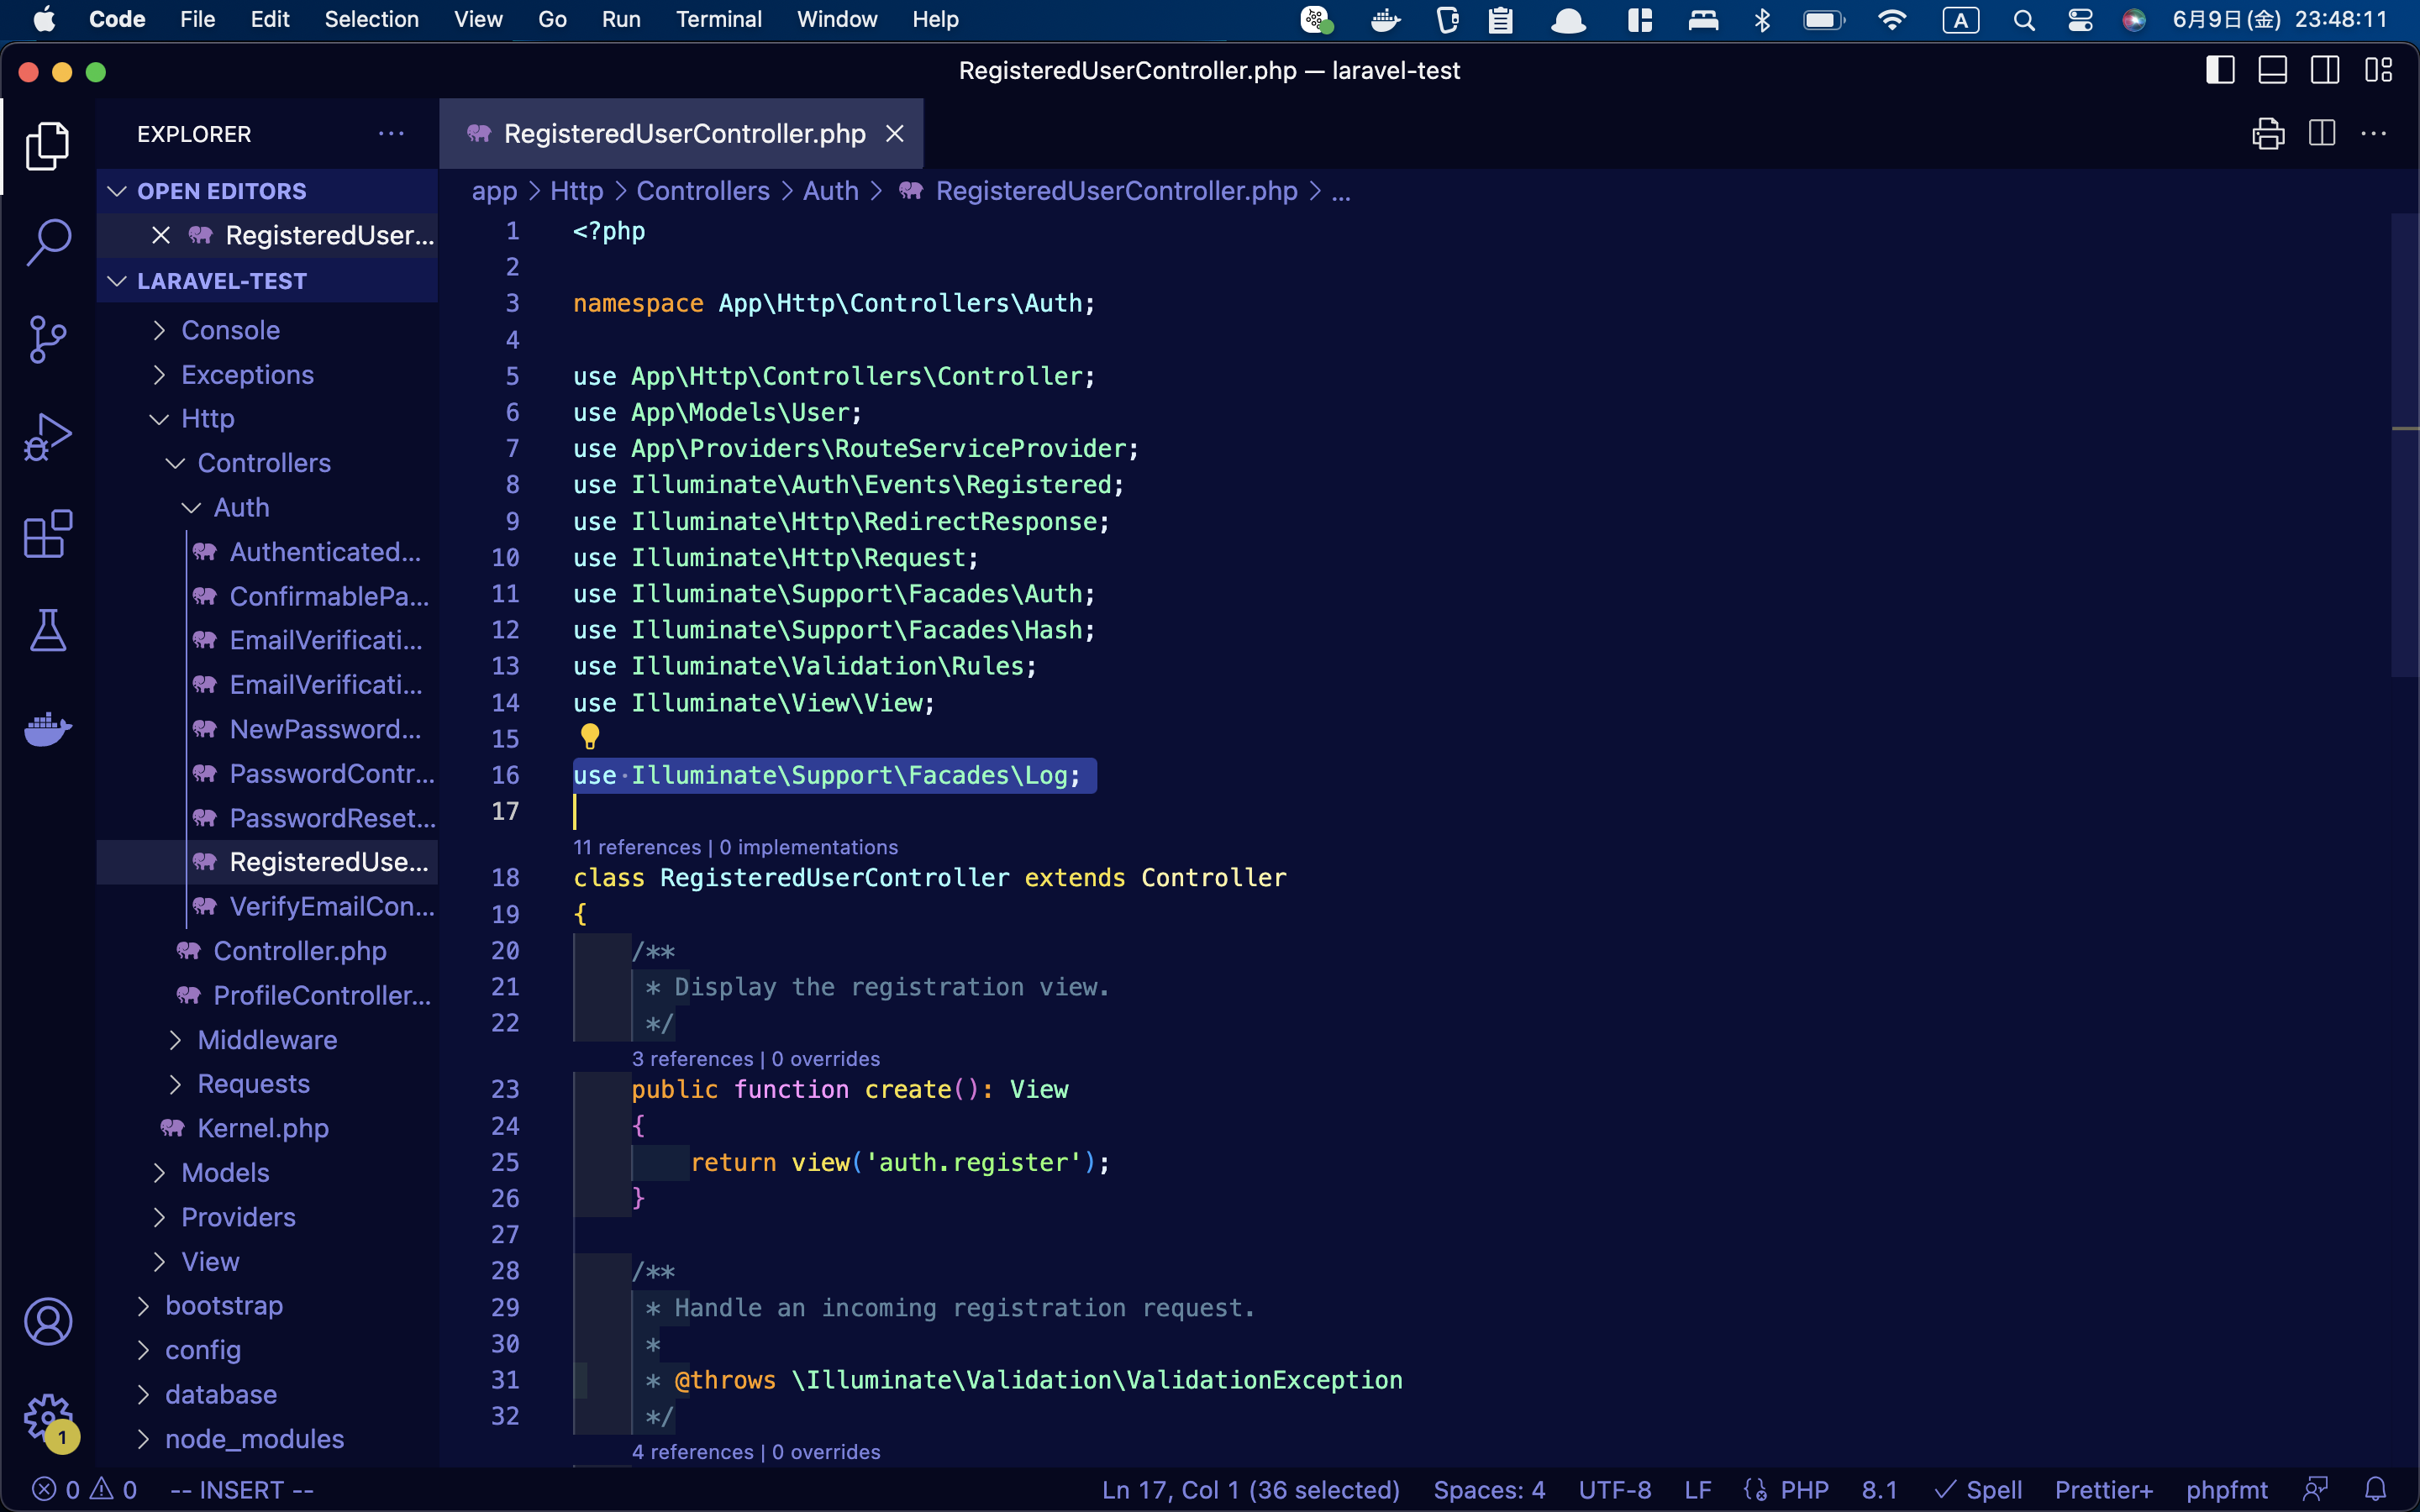 Code File Edit Selection View Go Run Terminal Window Help A 6月9日(金) 23:48:11
RegisteredUserController.php — laravel-test
EXPLORER ...
RegisteredUserController.php
OPEN EDITORS
RegisteredUser...
LARAVEL-TEST
Console
Exceptions
Http
Controllers
Auth
Authenticated...
ConfirmablePa...
EmailVerificati...
EmailVerificati...
NewPassword...
PasswordContr...
PasswordReset...
RegisteredUse...
VerifyEmailCon...
Controller.php
ProfileController...
Middleware
Requests
Kernel.php
Models
Providers
View
bootstrap
config
database
node_modules
1
app > Http > Controllers > Auth > RegisteredUserController.php > ...
1 <?php
2
3 namespace App\Http\Controllers\Auth;
4
5 use App\Http\Controllers\Controller;
6 use App\Models\User;
7 use App\Providers\RouteServiceProvider;
8 use Illuminate\Auth\Events\Registered;
9 use Illuminate\Http\RedirectResponse;
10 use Illuminate\Http\Request;
11 use Illuminate\Support\Facades\Auth;
12 use Illuminate\Support\Facades\Hash;
13 use Illuminate\Validation\Rules;
14 use Illuminate\View\View;
15
16 use Illuminate\Support\Facades\Log;
17
11 references | 0 implementations
18 class RegisteredUserController extends Controller
19 {
20 /**
21 * Display the registration view.
22 */
3 references | 0 overrides
23 public function create(): View
24 {
25 return view('auth.register');
26 }
27
28 /**
29 * Handle an incoming registration request.
30 *
31 * @throws \Illuminate\Validation\ValidationException
32 */
4 references | 0 overrides
0 0 -- INSERT -- Ln 17, Col 1 (36 selected) Spaces: 4 UTF-8 LF PHP 8.1 Spell Prettier+ phpfmt